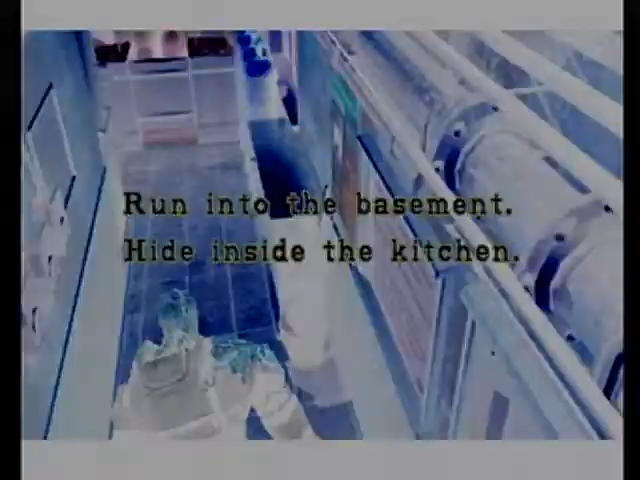 Run into the basement.
Hide inside the kitchen.